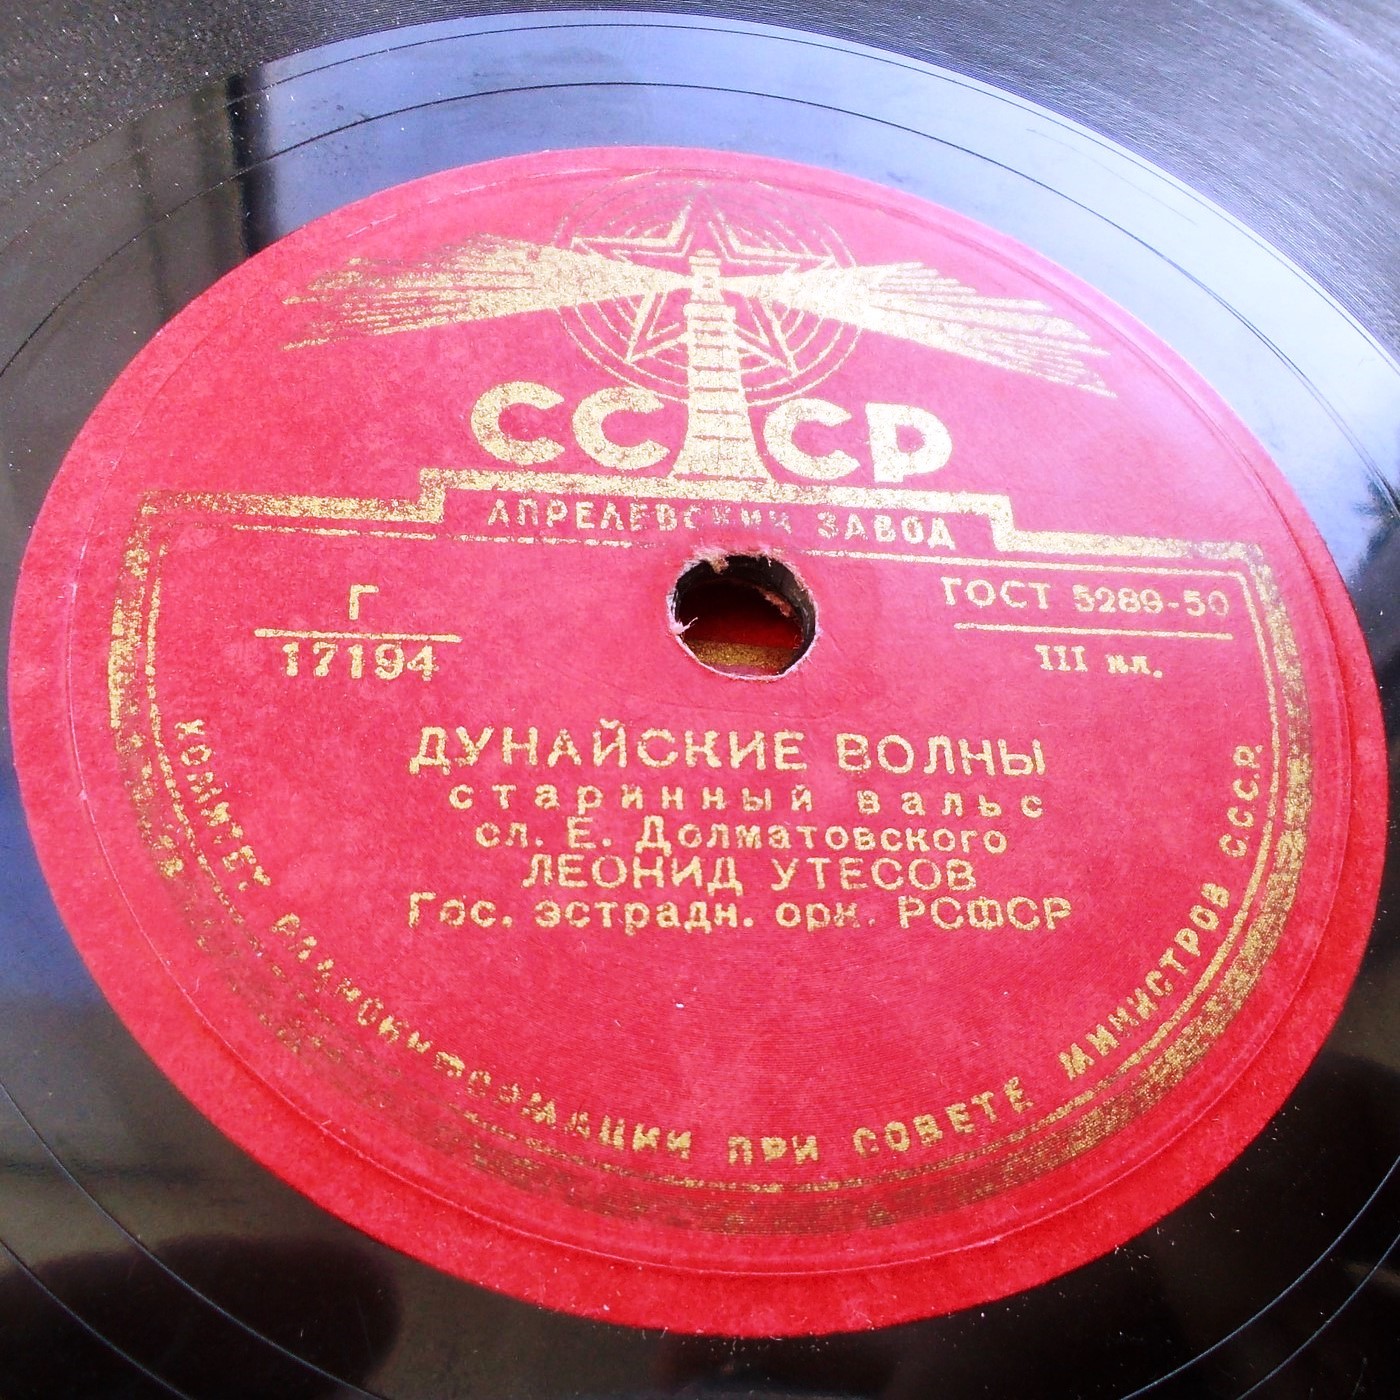 СССР
АПРЕЛЕВСКИЙ ЗАВОД
Г
17194
ГОСТ 5289-50
III кл.
ДУНАЙСКИЕ ВОЛНЫ
старинный вальс
сл. Е. Долматовского
ЛЕОНИД УТЕСОВ
Гос. эстрадн. орк. РСФСР
КОМИТЕТ РАДИОИНФОРМАЦИИ ПРИ СОВЕТЕ МИНИСТРОВ СССР.